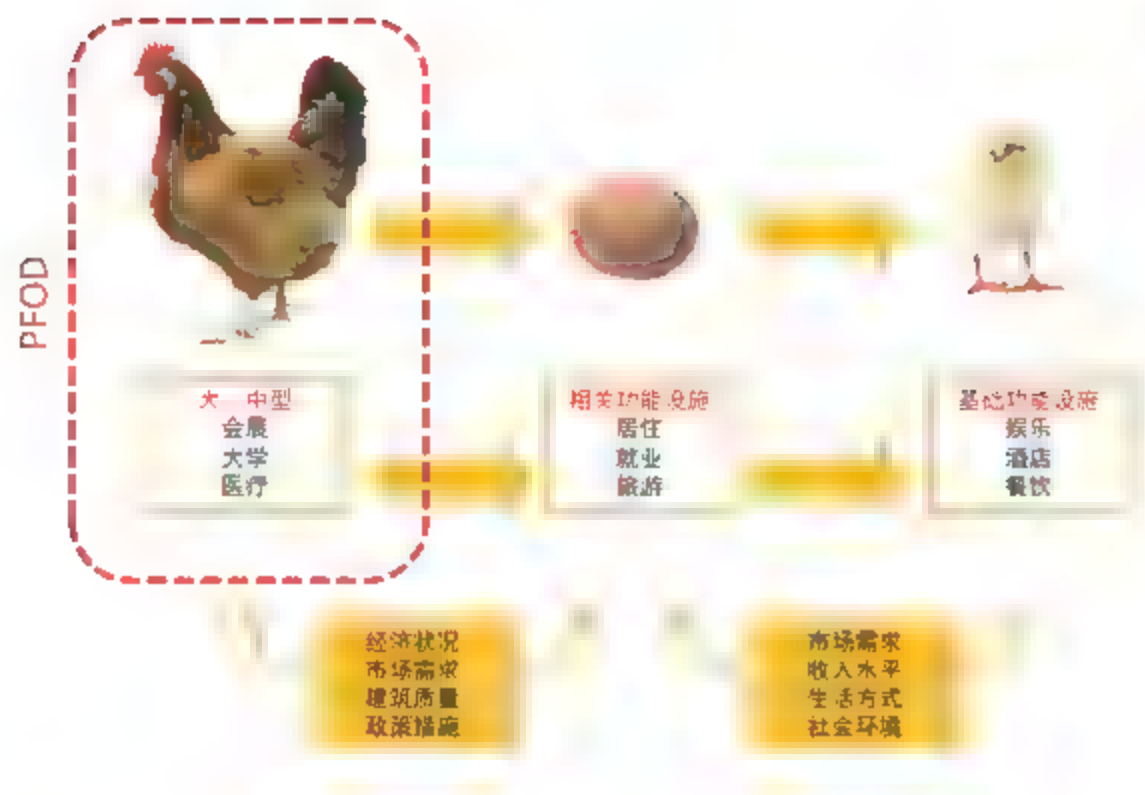 PFOD
大 中型
会展
大学
医疗
相关功能设施
居住
就业
旅游
基础功能设施
娱乐
酒店
餐饮
经济状况
市场需求
建筑质量
政策措施
市场需求
收入水平
生活方式
社会环境